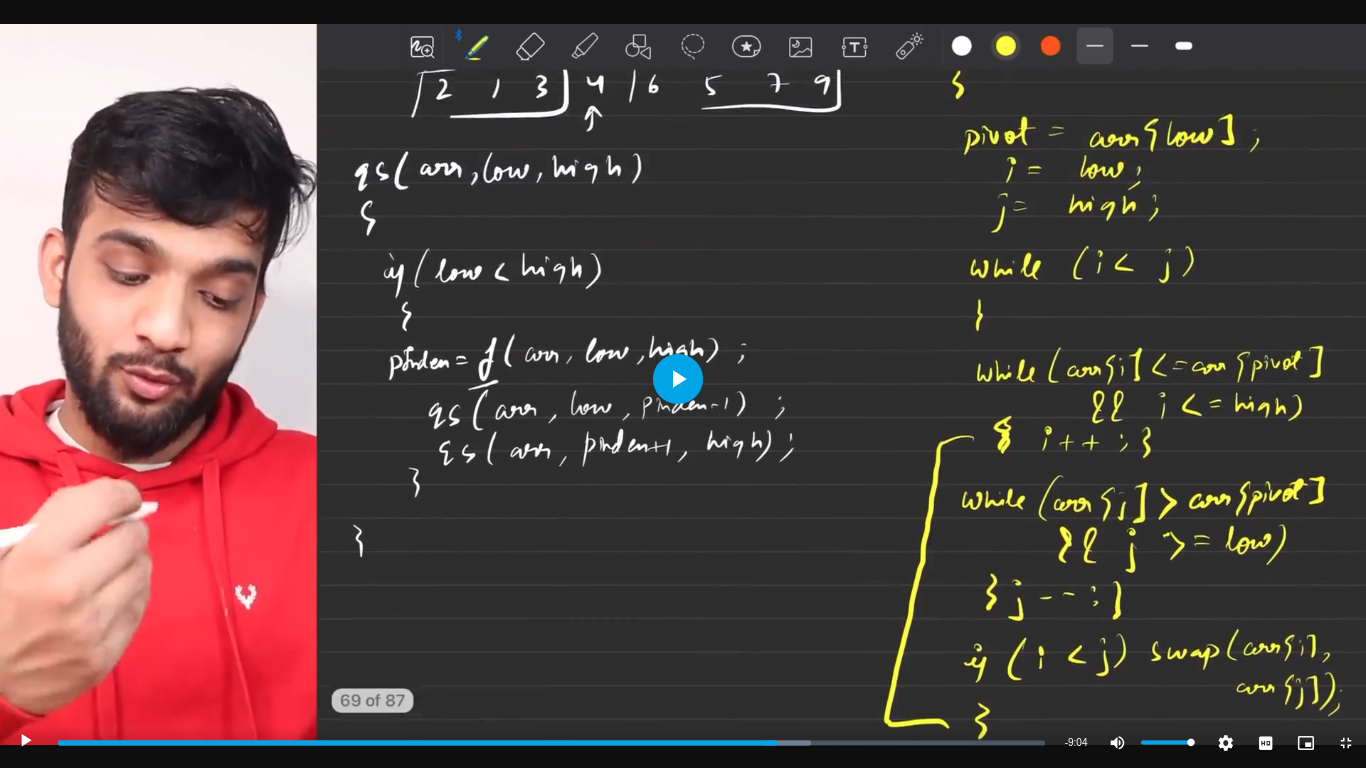 2 1 3 4 6 5 7 9
qs(arr, low, high)
{
if (low < high)
{
pIndex = f(arr, low, high);
qs(arr, low, pIndex-1);
qs(arr, pIndex+1, high);
}
}
{
pivot = arr[low];
i = low;
j = high;
while (i < j)
{
while (arr[i] <= arr[pivot]
&& i <= high)
{ i++; }
while (arr[j] > arr[pivot]
&& j >= low)
{ j--; }
if (i < j) swap(arr[i],
arr[j]);
}
T
69 of 87
-9:04
HD